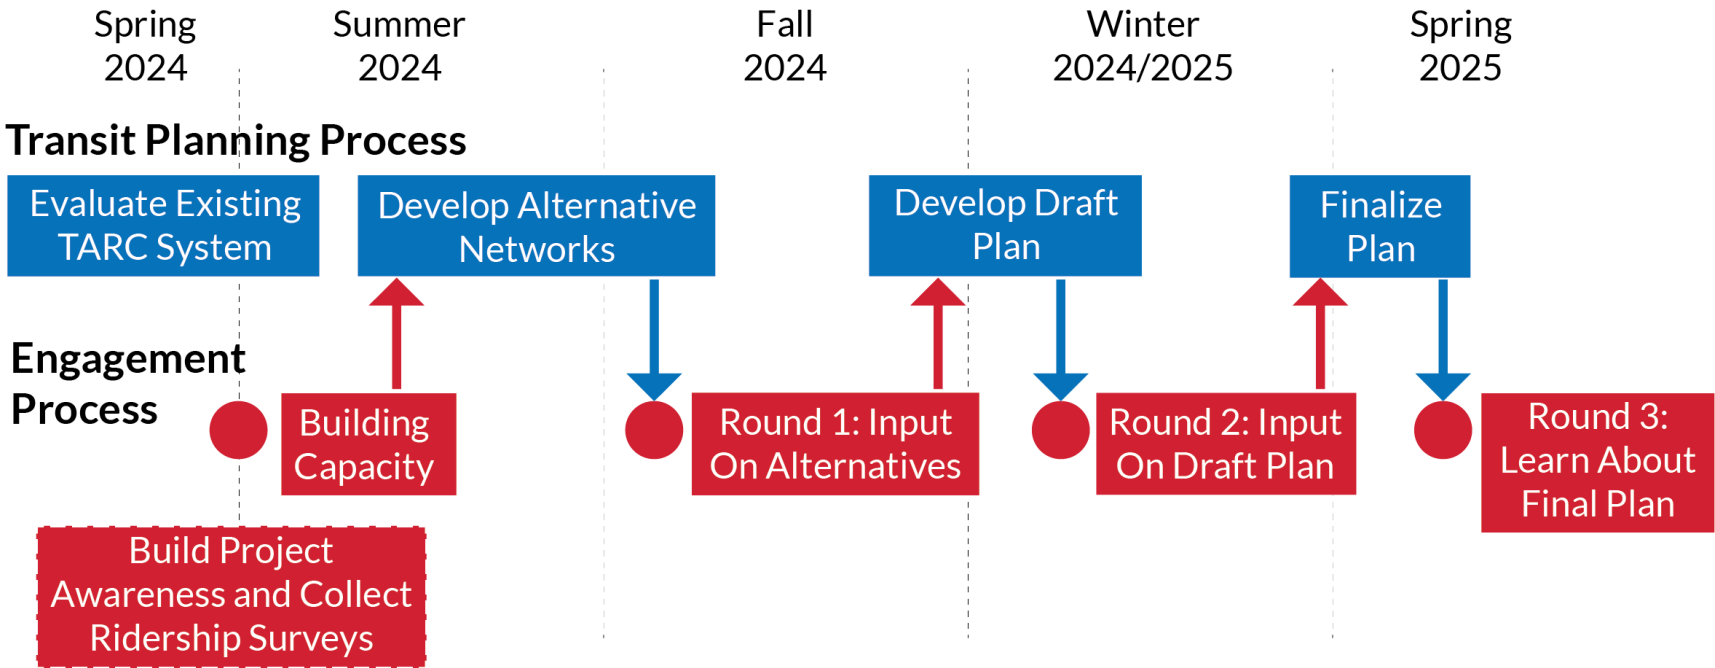 Spring
2024
Summer
2024
Fall
2024
Winter
2024/2025
Spring
2025
Transit Planning Process
Evaluate Existing
TARC System
Develop Alternative
Networks
Develop Draft
Plan
Finalize
Plan
Engagement
Process
Building
Capacity
Round 1: Input
On Alternatives
Round 2: Input
On Draft Plan
Round 3:
Learn About
Final Plan
Build Project
Awareness and Collect
Ridership Surveys